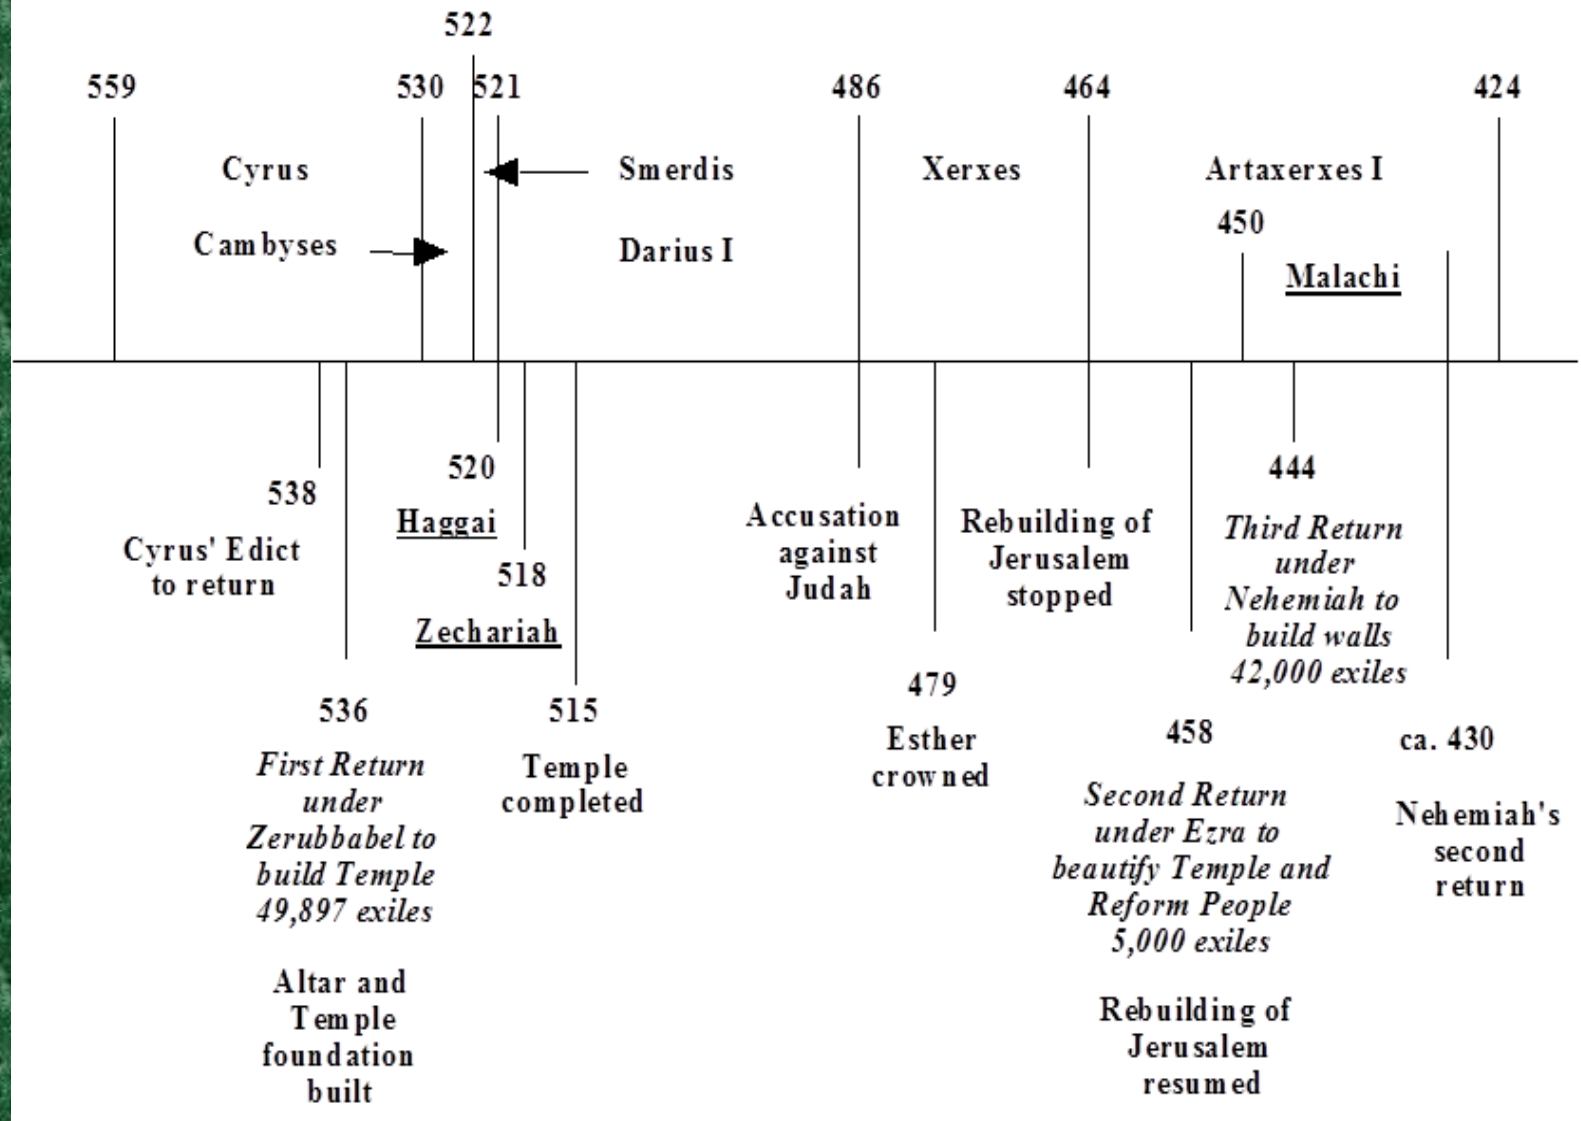 522
559
530
521
486
464
424
Cyrus
Smerdis
Xerxes
Artaxerxes I
Cambyses
Darius I
450
Malachi
538
Cyrus' Edict
to return
520
Haggai
518
Zechariah
536
First Return
under
Zerubbabel to
build Temple
49,897 exiles
Altar and
Temple
foundation
built
515
Temple
completed
Accusation
against
Judah
479
Esther
crowned
Rebuilding of
Jerusalem
stopped
458
Second Return
under Ezra to
beautify Temple and
Reform People
5,000 exiles
Rebuilding of
Jerusalem
resumed
444
Third Return
under
Nehemiah to
build walls
42,000 exiles
ca. 430
Nehemiah's
second
return